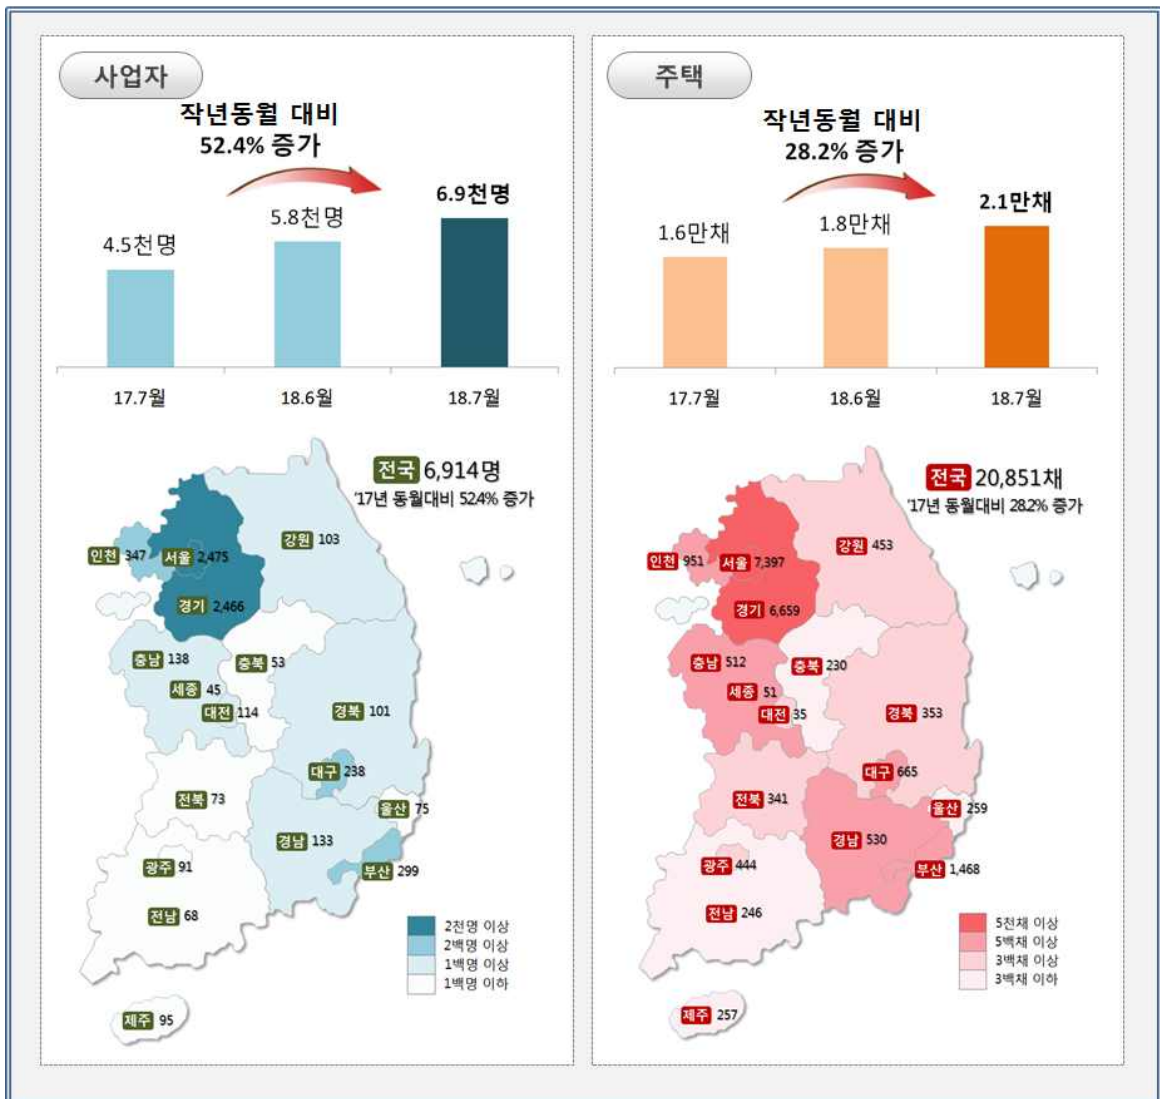 사업자
작년동월 대비
52.4% 증가
4.5천명
5.8천명
6.9천명
17.7월
18.6월
18.7월
전국 6,914명
'17년 동월대비 52.4% 증가
인천 347
서울 2,475
강원 103
경기 2,466
충남 138
충북 53
세종 45
대전 114
경북 101
대구 238
전북 73
울산 75
경남 133
광주 91
부산 299
전남 68
제주 95
2천명 이상
2백명 이상
1백명 이상
1백명 이하
주택
작년동월 대비
28.2% 증가
1.6만채
1.8만채
2.1만채
17.7월
18.6월
18.7월
전국 20,851채
'17년 동월대비 28.2% 증가
인천 951
서울 7,397
강원 453
경기 6,659
충남 512
충북 230
세종 51
대전 35
경북 353
대구 665
전북 341
울산 259
경남 530
광주 444
부산 1,468
전남 246
제주 257
5천채 이상
5백채 이상
3백채 이상
3백채 이하